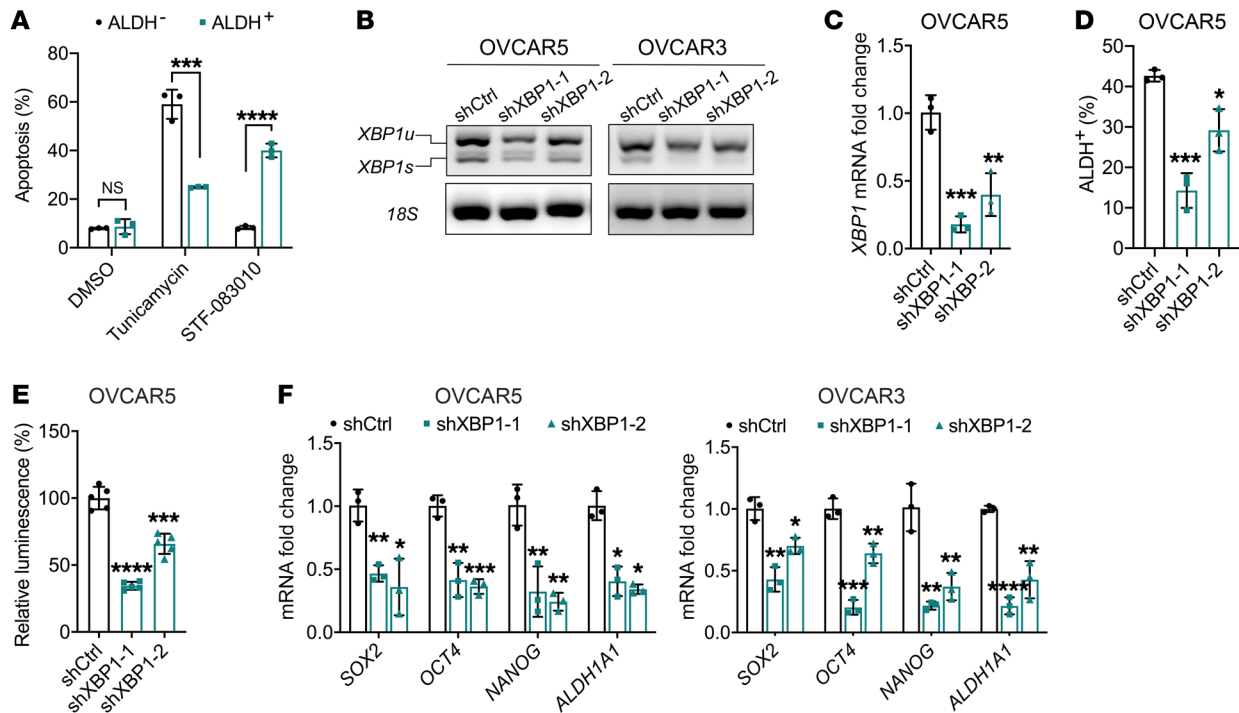 A
ALDH-
ALDH+
Apoptosis (%)
80
60
40
20
0
NS
***
****
DMSO
Tunicamycin
STF-083010
B
OVCAR5
OVCAR3
shCtrl
shXBP1-1
shXBP1-2
shCtrl
shXBP1-1
shXBP1-2
XBP1u
XBP1s
18S
C
OVCAR5
XBP1 mRNA fold change
1.5
1.0
0.5
0.0
***
**
shCtrl
shXBP1-1
shXBP-2
D
OVCAR5
ALDH+ (%)
50
40
30
20
10
0
***
*
shCtrl
shXBP1-1
shXBP1-2
E
OVCAR5
Relative luminescence (%)
150
100
50
0
****
***
shCtrl
shXBP1-1
shXBP1-2
F
OVCAR5
shCtrl
shXBP1-1
shXBP1-2
mRNA fold change
1.5
1.0
0.5
0.0
**
*
**
***
**
**
*
*
SOX2
OCT4
NANOG
ALDH1A1
OVCAR3
shCtrl
shXBP1-1
shXBP1-2
mRNA fold change
1.5
1.0
0.5
0.0
**
*
***
**
**
**
****
**
SOX2
OCT4
NANOG
ALDH1A1